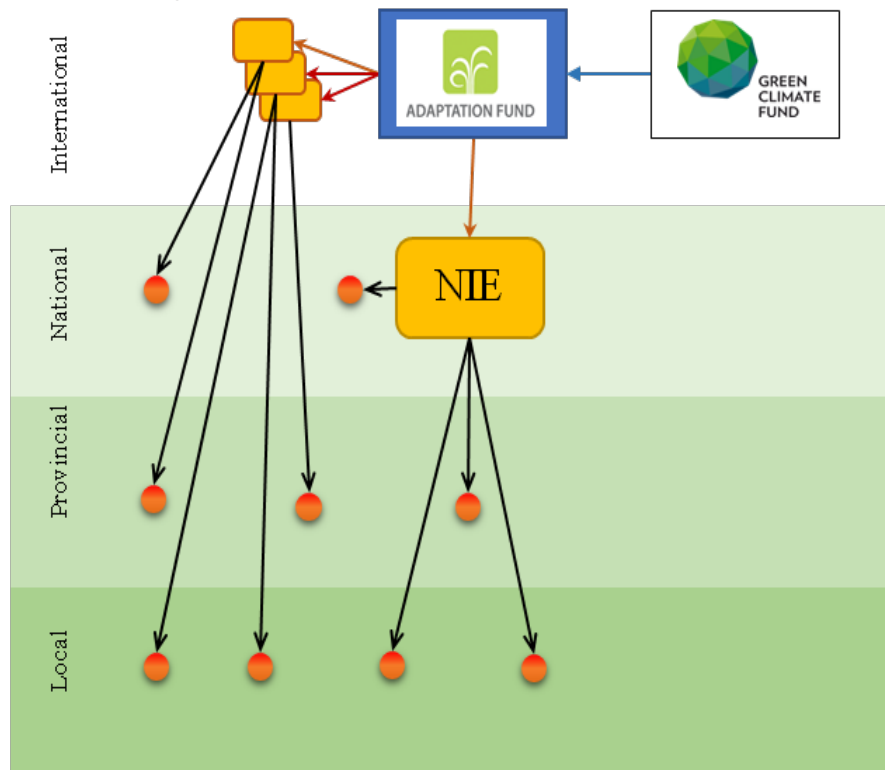 International
ADAPTATION FUND
GREEN
CLIMATE
FUND
National
NIE
Provincial
Local